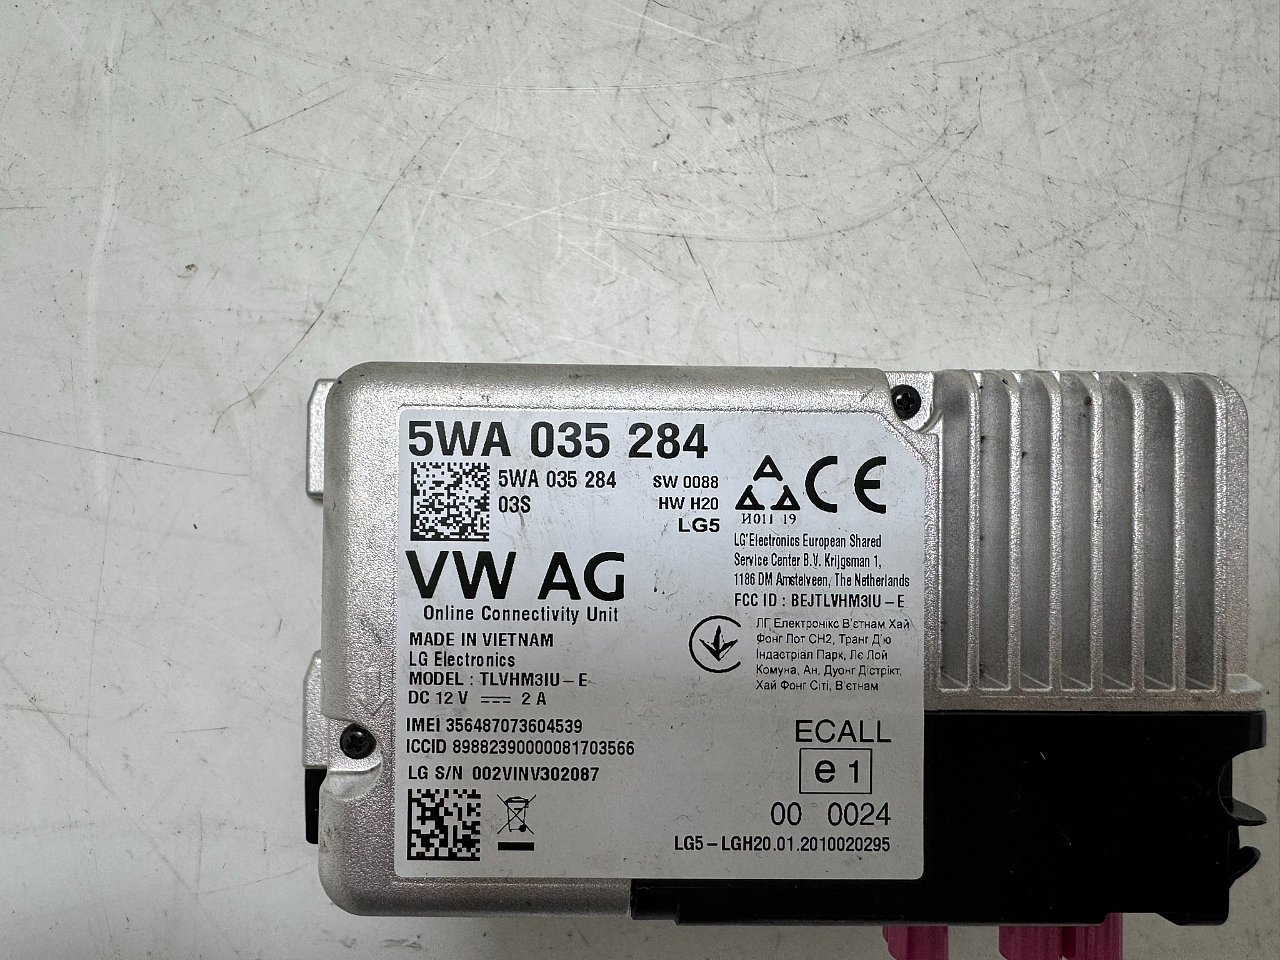 5WA 035 284
5WA 035 284
03S
SW 0088
HW H20
LG5
И011 19
CE
LG Electronics European Shared
Service Center B.V. Krijgsman 1,
1186 DM Amstelveen, The Netherlands
FCC ID : BEJTLVHM3IU-E
VW AG
Online Connectivity Unit
MADE IN VIETNAM
LG Electronics
MODEL : TLVHM3IU-E
DC 12 V 2 A
ЛГ Електронікс В'єтнам Хай
Фонг Лот CH2, Транг Д'ю
Індастріал Парк, Лє Лой
Комуна, Ан, Дуонг Дістрікт,
Хай Фонг Сіті, В'єтнам
IMEI 356487073604539
ICCID 89882390000081703566
LG S/N 002VINV302087
ECALL
e 1
00 0024
LG5-LGH20.01.2010020295